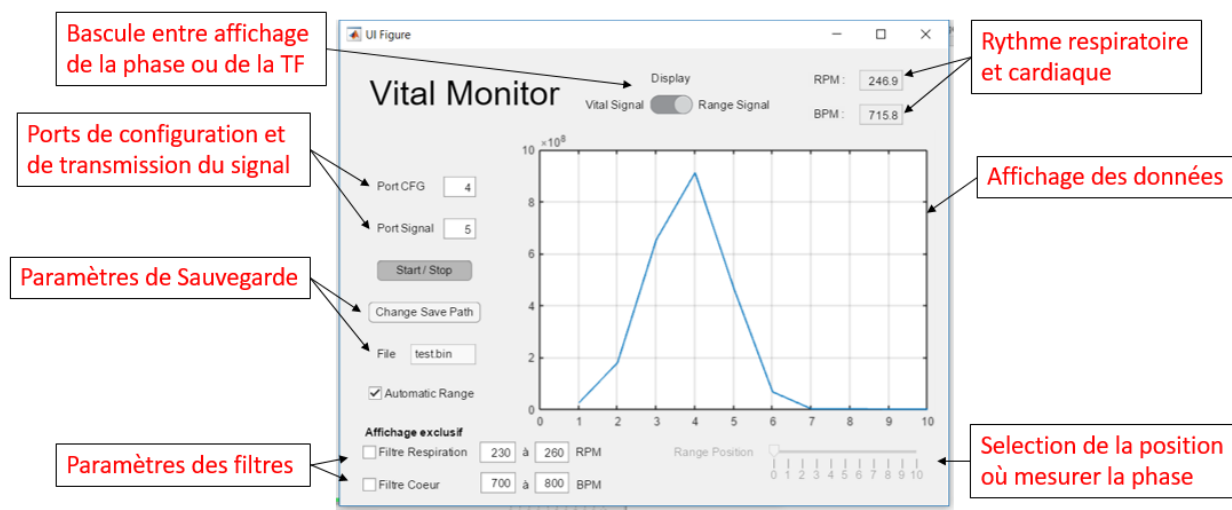 Bascule entre affichage
de la phase ou de la TF
Ports de configuration et
de transmission du signal
Paramètres de Sauvegarde
Paramètres des filtres
UI Figure
Vital Monitor
Display
Vital Signal
Range Signal
RPM :
246.9
BPM :
715.8
Port CFG
4
Port Signal
5
Start / Stop
Change Save Path
File
test.bin
Automatic Range
Affichage exclusif
Filtre Respiration 230 à 260 RPM
Filtre Coeur 700 à 800 BPM
×10⁸
10
8
6
4
2
0
0 1 2 3 4 5 6 7 8 9 10
Range Position
0 1 2 3 4 5 6 7 8 9 10
Rythme respiratoire
et cardiaque
Affichage des données
Selection de la position
où mesurer la phase